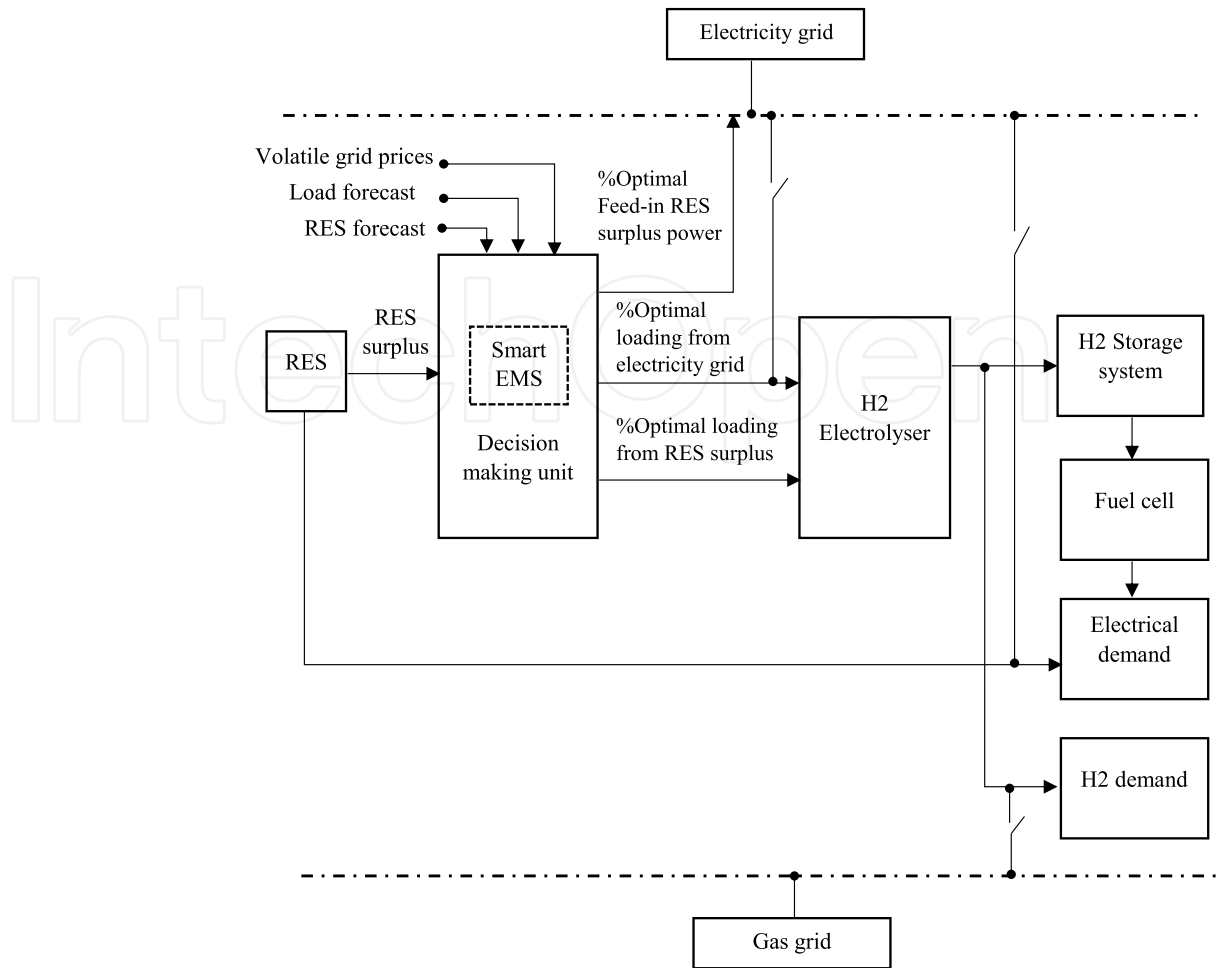 Electricity grid
Volatile grid prices
Load forecast
RES forecast
%Optimal
Feed-in RES
surplus power
RES
surplus
RES
Smart
EMS
Decision
making unit
%Optimal
loading from
electricity grid
%Optimal loading
from RES surplus
H2
Electrolyser
H2 Storage
system
Fuel cell
Electrical
demand
H2 demand
Gas grid
IntechOpen